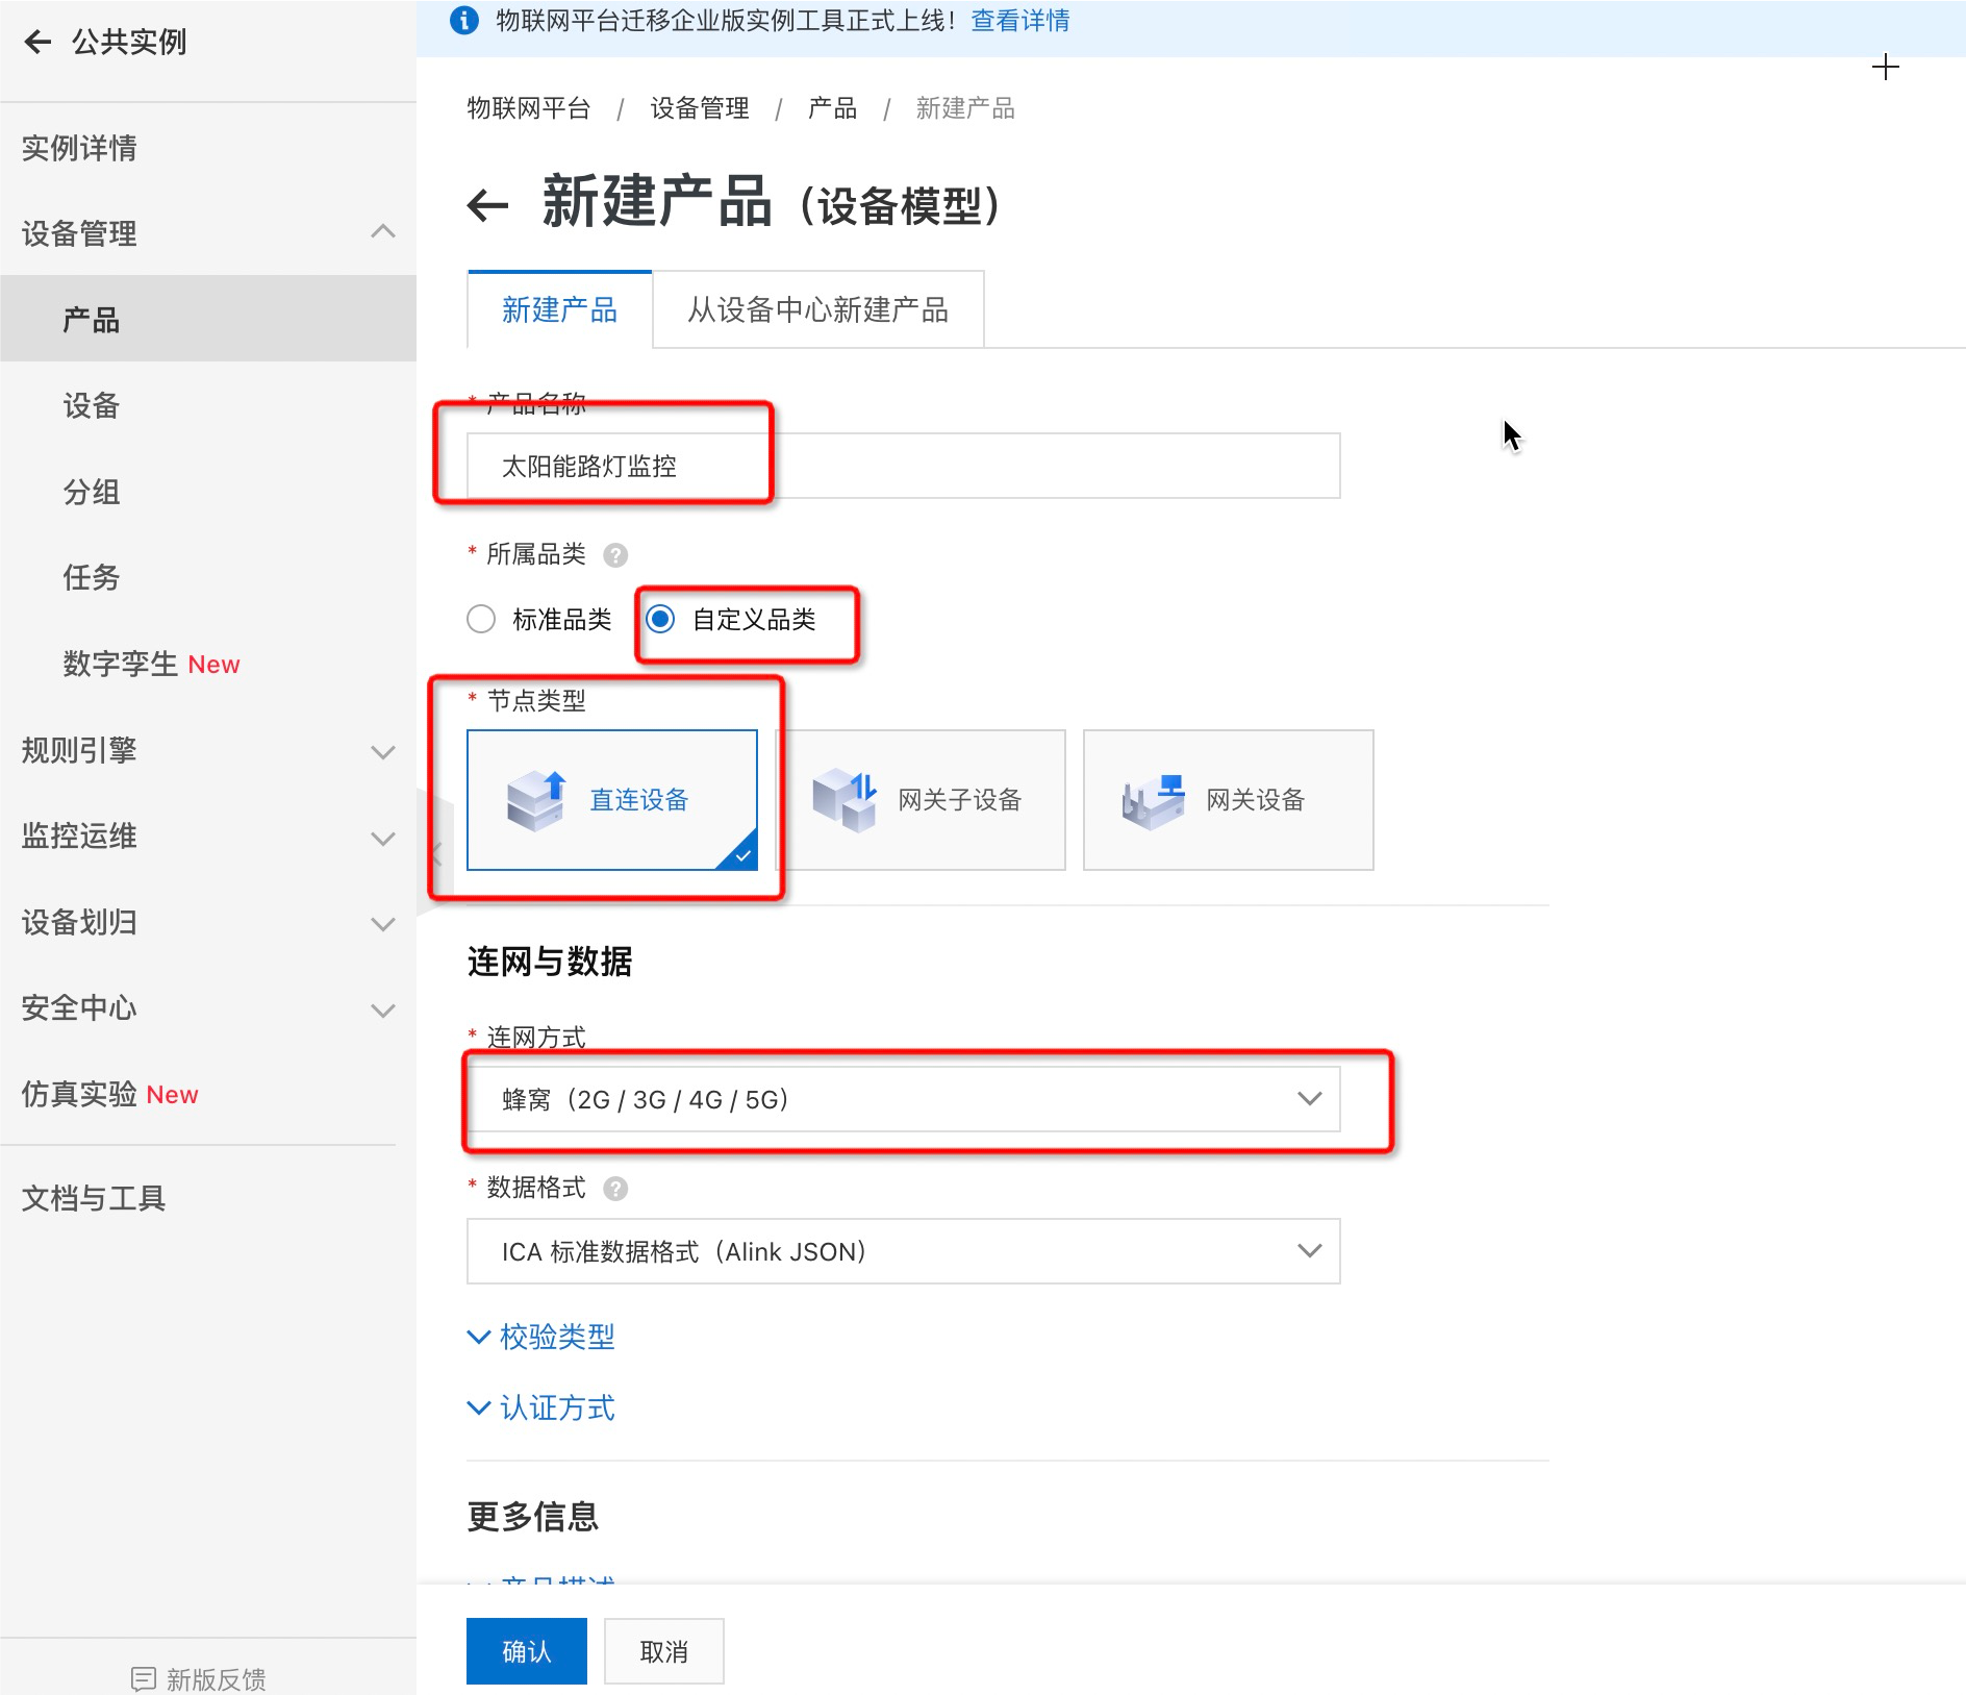 公共实例
实例详情
设备管理
产品
设备
分组
任务
数字孪生 New
规则引擎
监控运维
设备划归
安全中心
仿真实验 New
文档与工具
新版反馈
物联网平台迁移企业版实例工具正式上线！查看详情
物联网平台 / 设备管理 / 产品 / 新建产品
新建产品（设备模型）
新建产品 从设备中心新建产品
* 产品名称
太阳能路灯监控
* 所属品类 ?
标准品类 自定义品类
* 节点类型
直连设备 网关子设备 网关设备
连网与数据
* 连网方式
蜂窝（2G / 3G / 4G / 5G）
* 数据格式 ?
ICA 标准数据格式（Alink JSON）
校验类型
认证方式
更多信息
产品描述
确认 取消